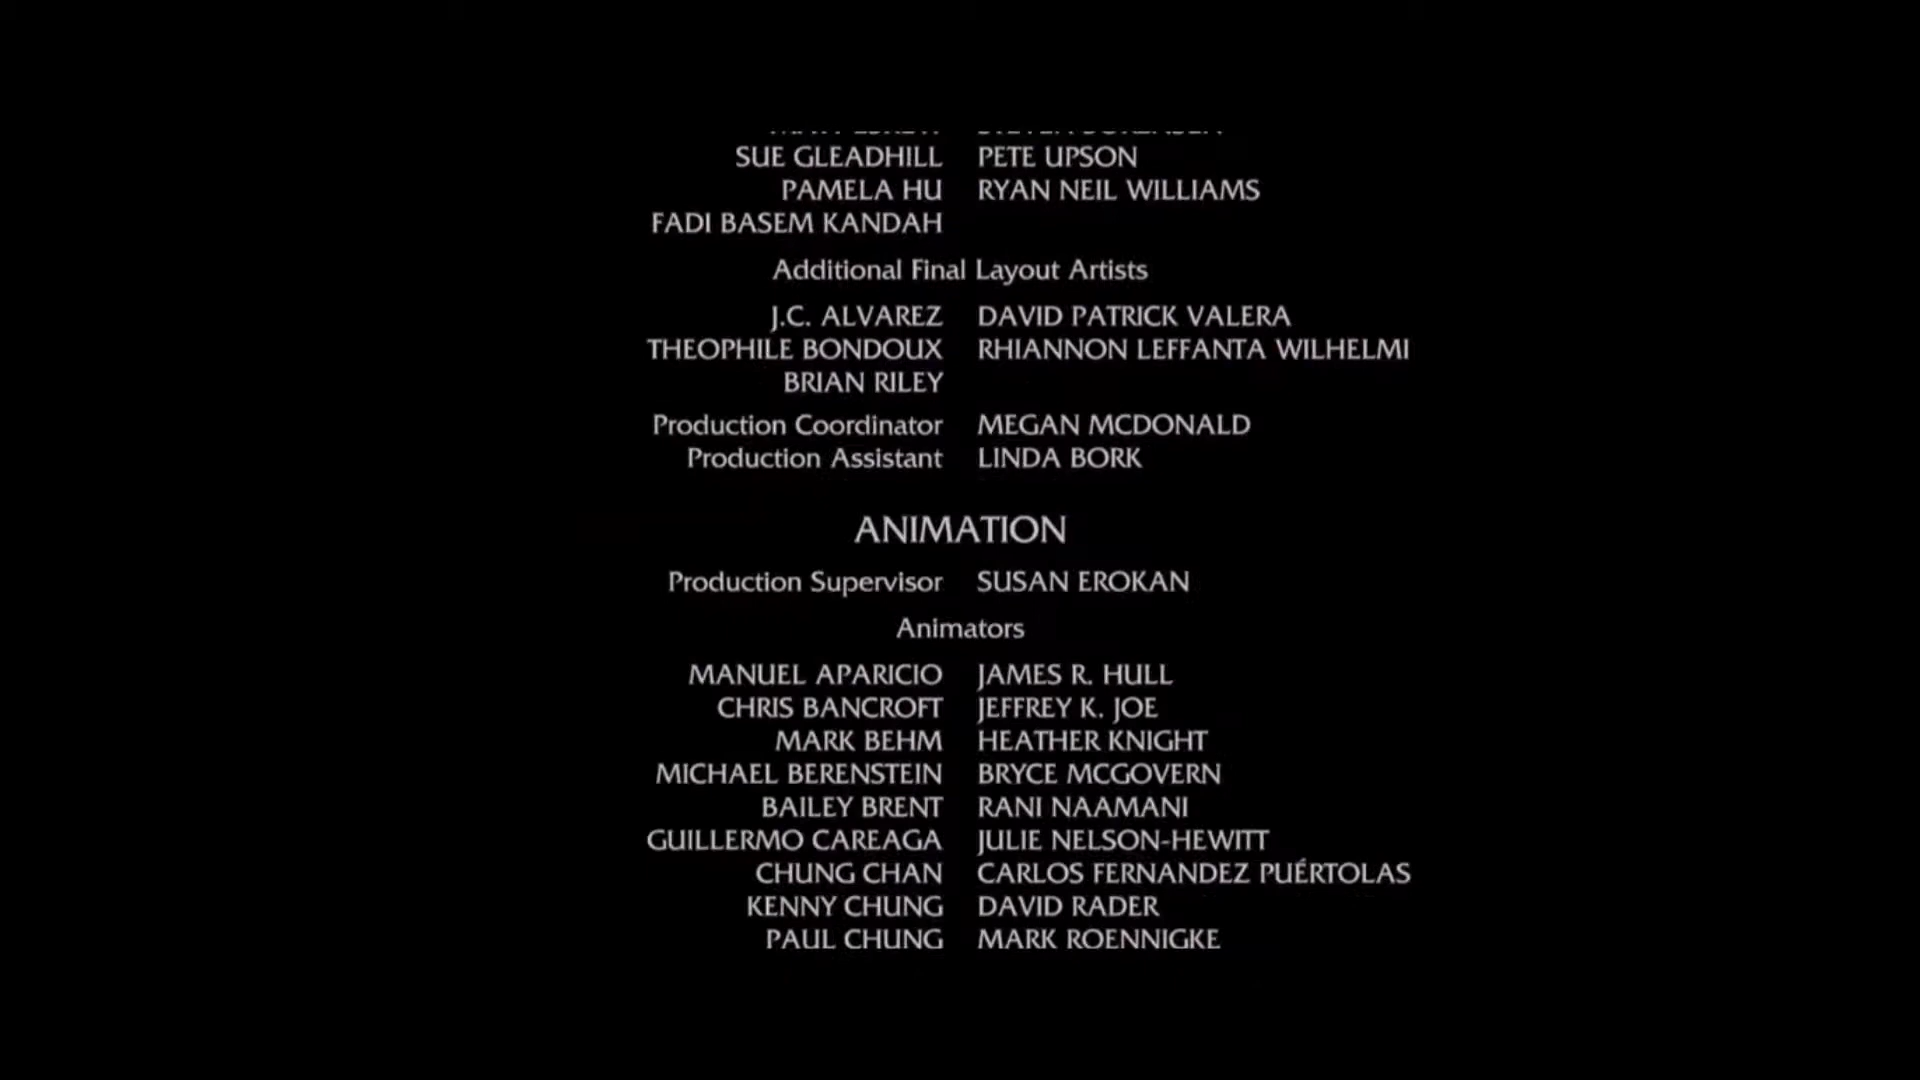 SUE GLEADHILL PETE UPSON
PAMELA HU RYAN NEIL WILLIAMS
FADI BASEM KANDAH
Additional Final Layout Artists
J.C. ALVAREZ DAVID PATRICK VALERA
THEOPHILE BONDOUX RHIANNON LEFFANTA WILHELMI
BRIAN RILEY
Production Coordinator MEGAN MCDONALD
Production Assistant LINDA BORK
ANIMATION
Production Supervisor SUSAN EROKAN
Animators
MANUEL APARICIO JAMES R. HULL
CHRIS BANCROFT JEFFREY K. JOE
MARK BEHM HEATHER KNIGHT
MICHAEL BERENSTEIN BRYCE MCGOVERN
BAILEY BRENT RANI NAAMANI
GUILLERMO CAREAGA JULIE NELSON-HEWITT
CHUNG CHAN CARLOS FERNANDEZ PUÉRTOLAS
KENNY CHUNG DAVID RADER
PAUL CHUNG MARK ROENNIGKE